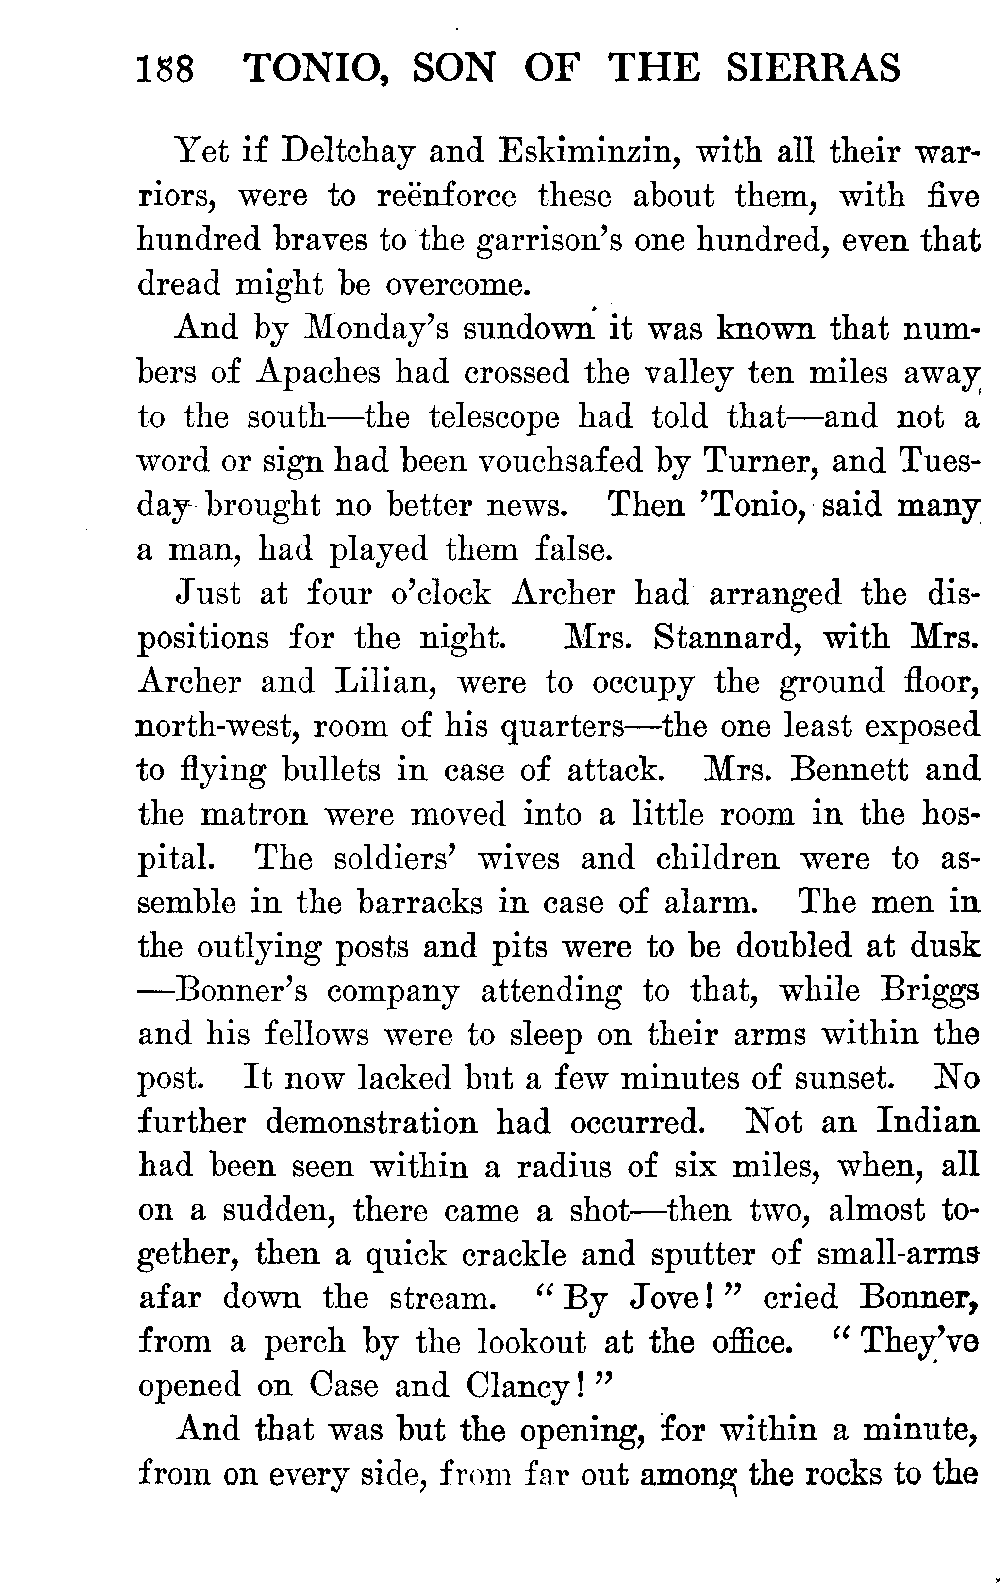 188 TONIO, SON OF THE SIERRAS
Yet if Deltchay and Eskiminzin, with all their war-
riors, were to reënforce these about them, with five
hundred braves to the garrison's one hundred, even that
dread might be overcome.
And by Monday's sundown it was known that num-
bers of Apaches had crossed the valley ten miles away
to the south—the telescope had told that—and not a
word or sign had been vouchsafed by Turner, and Tues-
day brought no better news. Then 'Tonio, said many
a man, had played them false.
Just at four o'clock Archer had arranged the dis-
positions for the night. Mrs. Stannard, with Mrs.
Archer and Lilian, were to occupy the ground floor,
north-west, room of his quarters—the one least exposed
to flying bullets in case of attack. Mrs. Bennett and
the matron were moved into a little room in the hos-
pital. The soldiers' wives and children were to as-
semble in the barracks in case of alarm. The men in
the outlying posts and pits were to be doubled at dusk
—Bonner's company attending to that, while Briggs
and his fellows were to sleep on their arms within the
post. It now lacked but a few minutes of sunset. No
further demonstration had occurred. Not an Indian
had been seen within a radius of six miles, when, all
on a sudden, there came a shot—then two, almost to-
gether, then a quick crackle and sputter of small-arms
afar down the stream. "By Jove!" cried Bonner,
from a perch by the lookout at the office. "They've
opened on Case and Clancy!"
And that was but the opening, for within a minute,
from on every side, from far out among the rocks to the